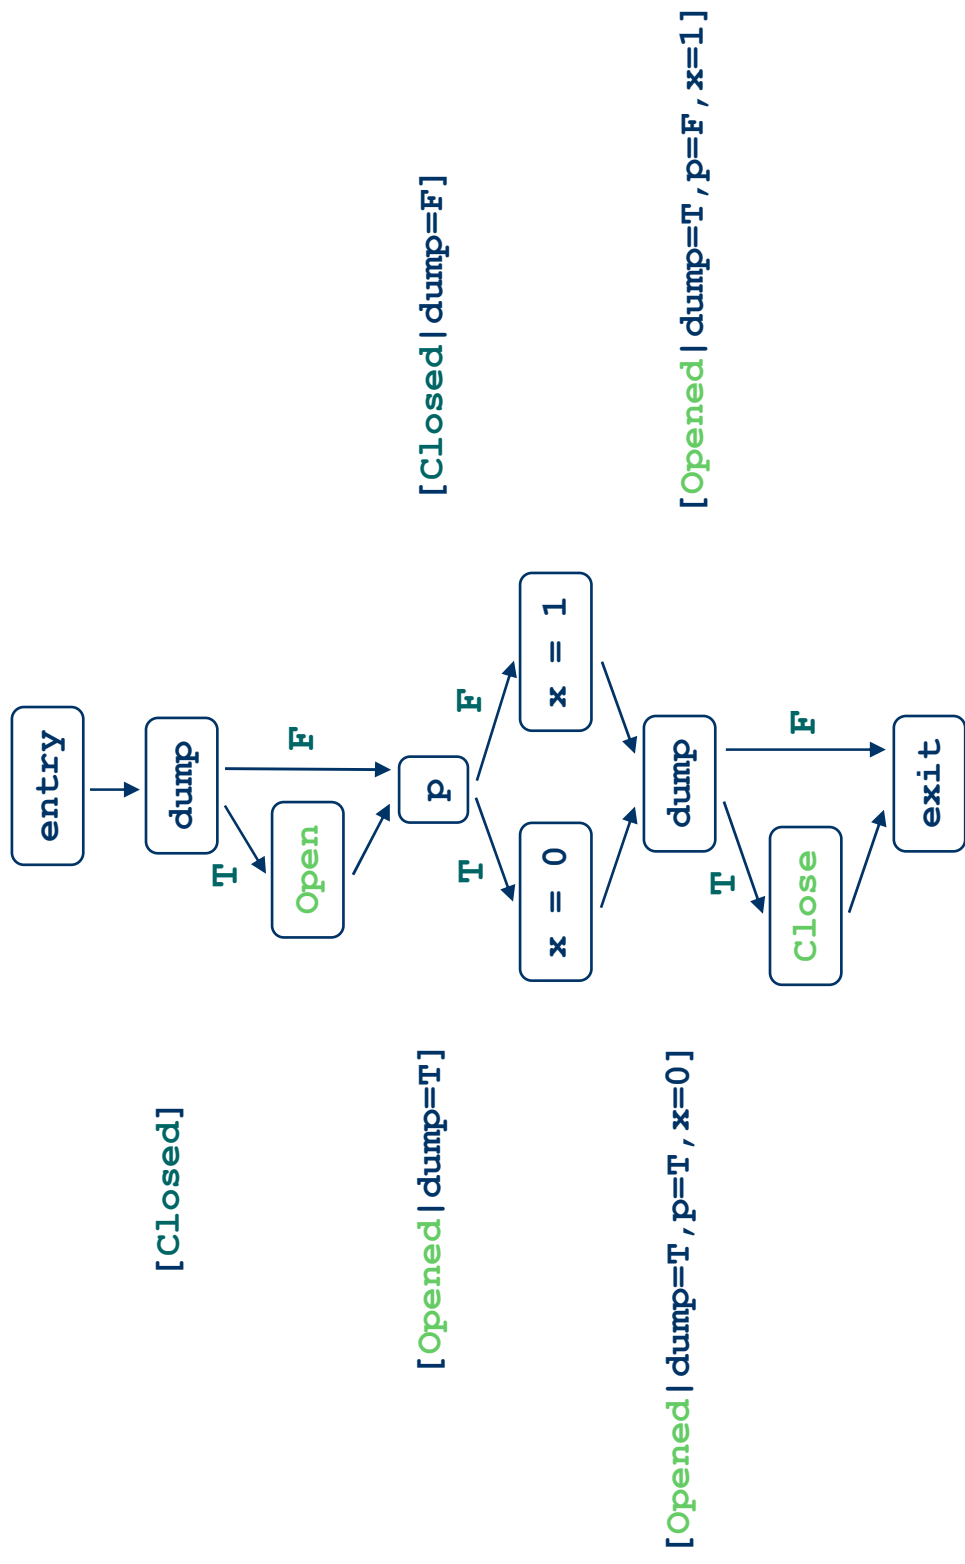 entry
dump
T
F
Open
p
T
F
x = 0
x = 1
dump
T
F
Close
exit
[Closed]
[Opened|dump=T]
[Closed|dump=F]
[Opened|dump=T,p=T,x=0]
[Opened|dump=T,p=F,x=1]